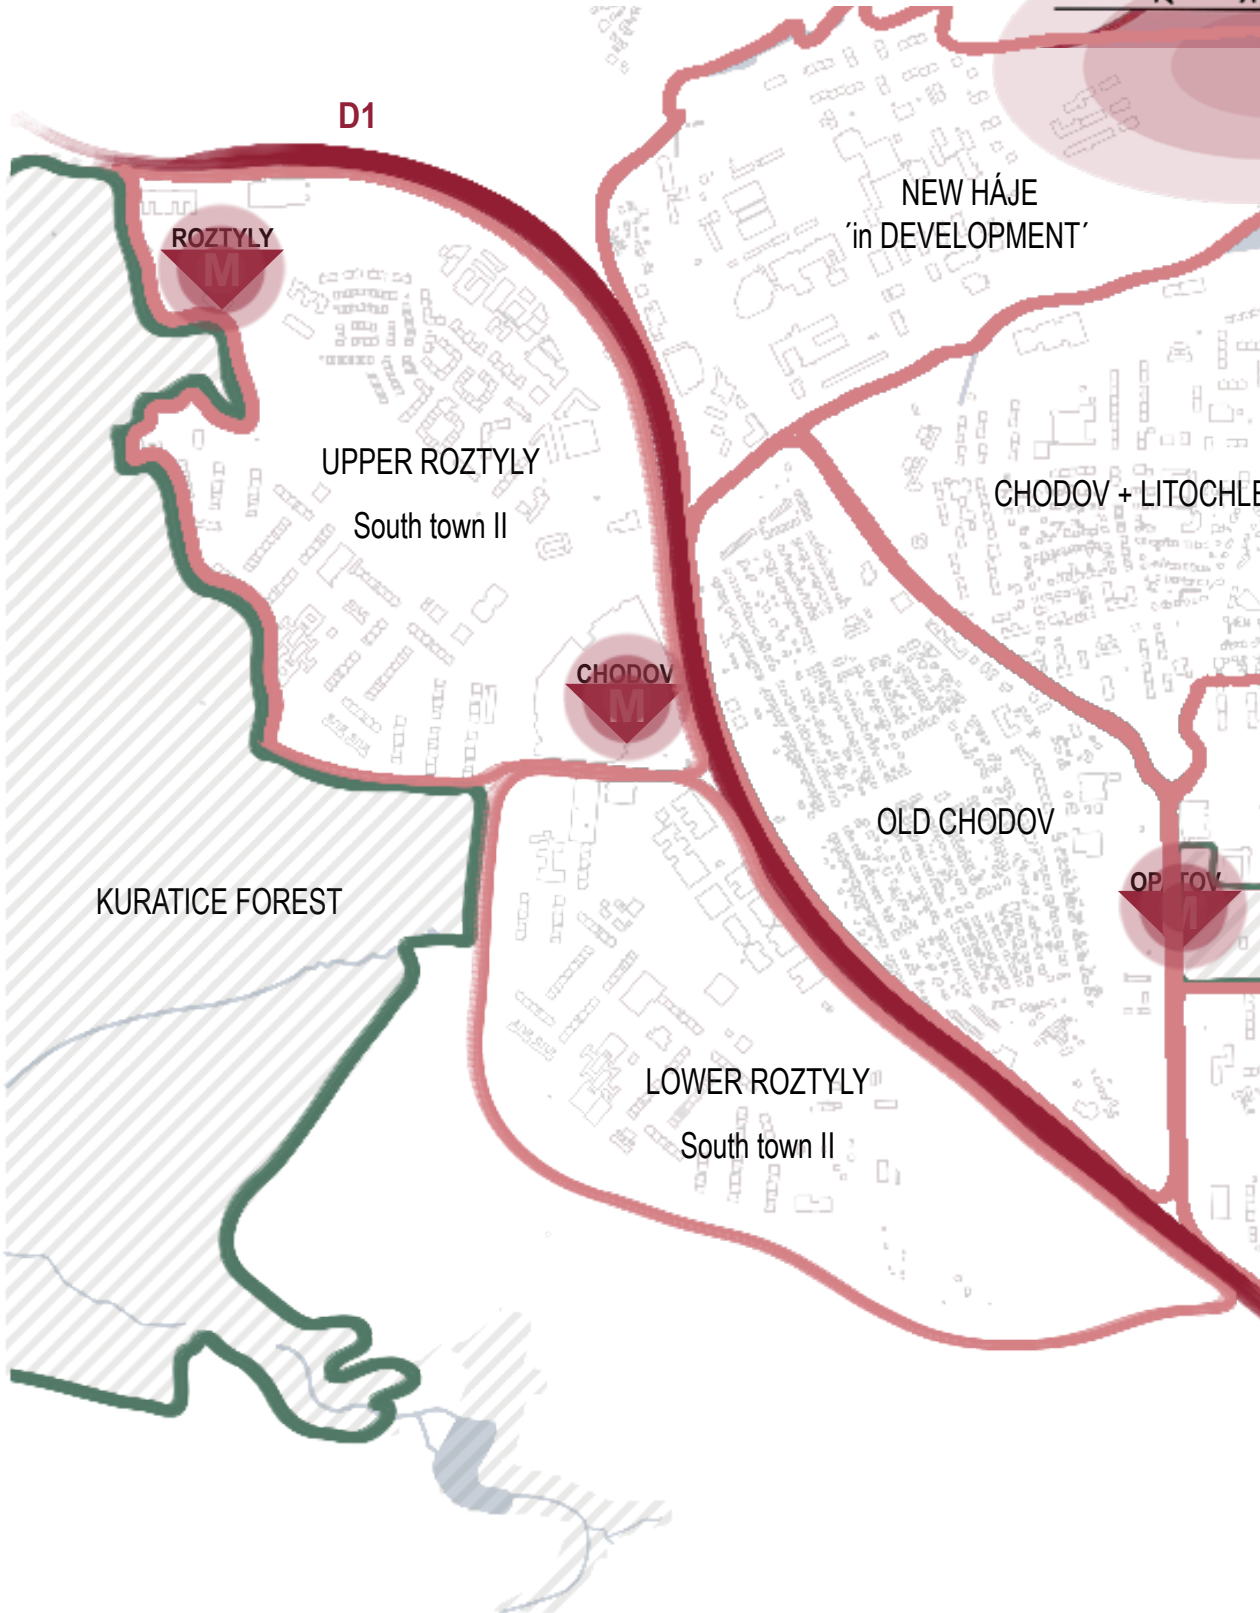 D1
NEW HÁJE
´in DEVELOPMENT´
ROZTYLY
M
UPPER ROZTYLY
South town II
CHODOV + LITOCHLE
CHODOV
M
OLD CHODOV
KURATICE FOREST
M
LOWER ROZTYLY
South town II